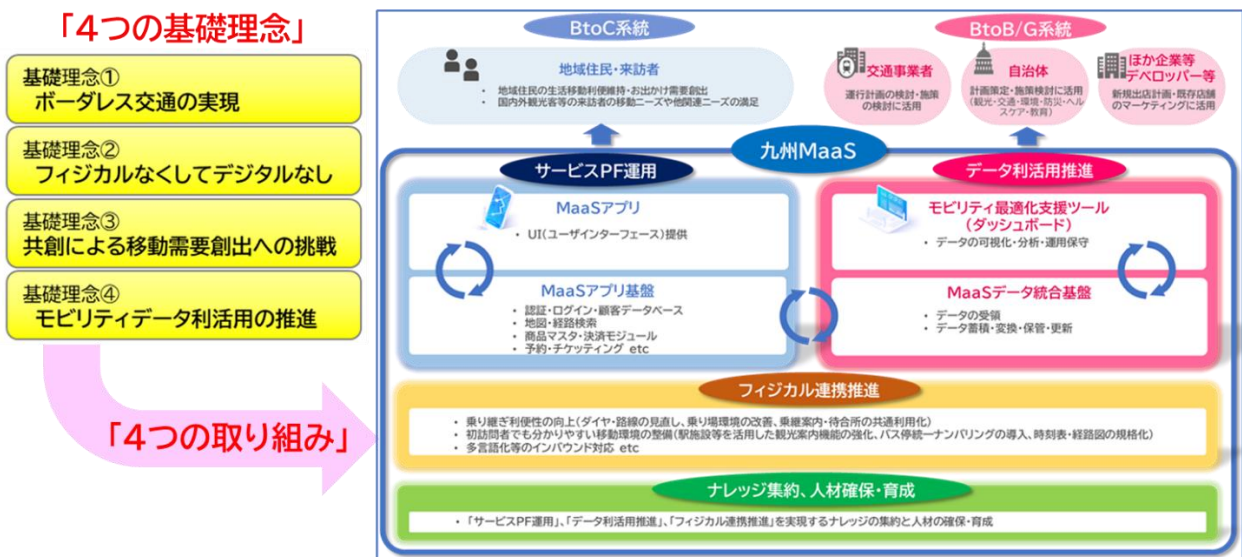 「4つの基礎理念」
基礎理念①
ボーダレス交通の実現
基礎理念②
フィジカルなくしてデジタルなし
基礎理念③
共創による移動需要創出への挑戦
基礎理念④
モビリティデータ利活用の推進
「4つの取り組み」
BtoC系統
地域住民・来訪者
・ 地域住民の生活移動利便維持・お出かけ需要創出
・ 国内外観光客等の来訪者の移動ニーズや他関連ニーズの満足
BtoB/G系統
交通事業者
運行計画の検討・施策
の検討に活用
自治体
計画策定・施策検討に活用
(観光・交通・環境・防災・ヘル
スケア・教育)
ほか企業等
デベロッパー等
新規出店計画・既存店舗
のマーケティングに活用
九州MaaS
サービスPF運用
MaaSアプリ
・ UI(ユーザインターフェース)提供
MaaSアプリ基盤
・ 認証・ログイン・顧客データベース
・ 地図・経路検索
・ 商品マスタ・決済モジュール
・ 予約・チケッティング etc
データ利活用推進
モビリティ最適化支援ツール
(ダッシュボード)
・ データの可視化・分析・運用保守
MaaSデータ統合基盤
・ データの受領
・ データ蓄積・変換・保管・更新
フィジカル連携推進
・ 乗り継ぎ利便性の向上(ダイヤ・路線の見直し、乗り場環境の改善、乗継案内・待合所の共通利用化)
・ 初訪問者でも分かりやすい移動環境の整備(駅施設等を活用した観光案内機能の強化、バス停統一ナンバリングの導入、時刻表・経路図の規格化)
・ 多言語化等のインバウンド対応 etc
ナレッジ集約、人材確保・育成
・ 「サービスPF運用」、「データ利活用推進」、「フィジカル連携推進」を実現するナレッジの集約と人材の確保・育成